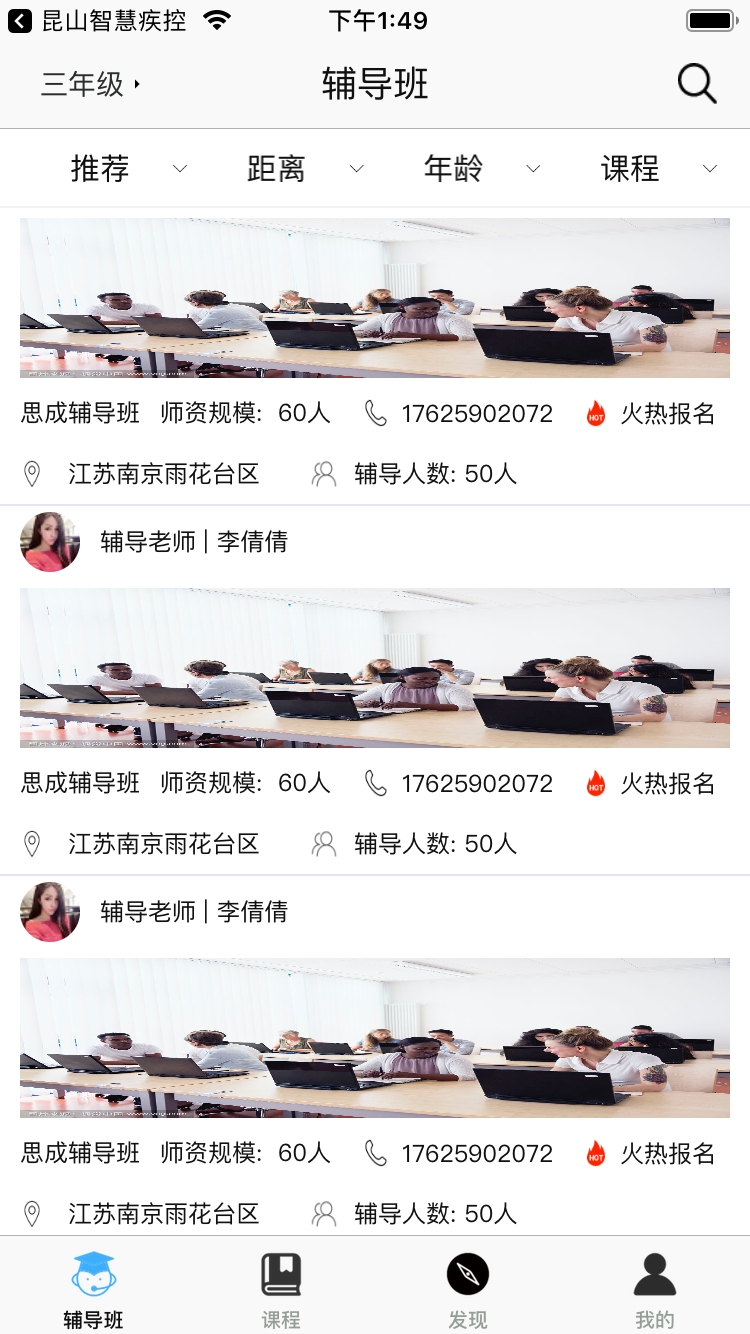 昆山智慧疾控 下午1:49
三年级 辅导班
推荐 距离 年龄 课程
思成辅导班 师资规模: 60人 17625902072 HOT 火热报名
江苏南京雨花台区 辅导人数: 50人
辅导老师 | 李倩倩
思成辅导班 师资规模: 60人 17625902072 HOT 火热报名
江苏南京雨花台区 辅导人数: 50人
辅导老师 | 李倩倩
思成辅导班 师资规模: 60人 17625902072 HOT 火热报名
江苏南京雨花台区 辅导人数: 50人
辅导班 课程 发现 我的